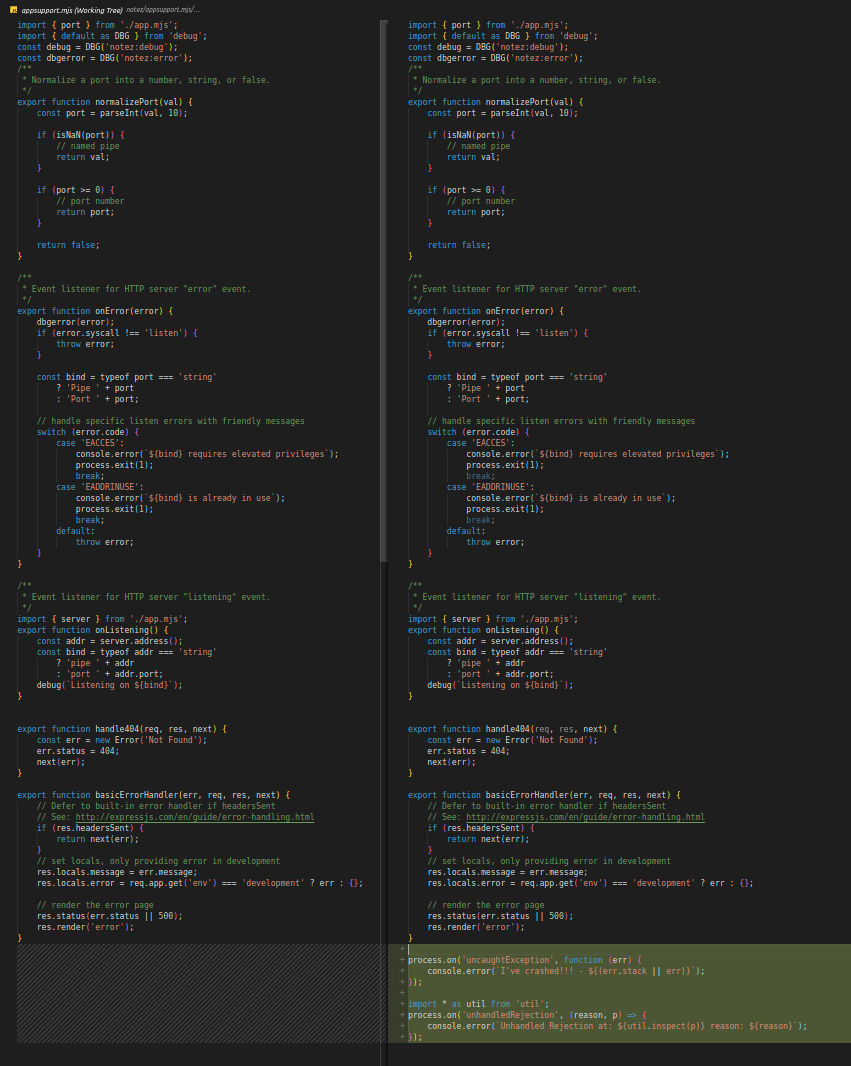 appsupport.mjs (Working Tree) notez/appsupport.mjs/...
import { port } from './app.mjs';
import { default as DBG } from 'debug';
const debug = DBG('notez:debug');
const dbgerror = DBG('notez:error');
/**
 * Normalize a port into a number, string, or false.
 */
export function normalizePort(val) {
    const port = parseInt(val, 10);

    if (isNaN(port)) {
        // named pipe
        return val;
    }

    if (port >= 0) {
        // port number
        return port;
    }

    return false;
}

/**
 * Event listener for HTTP server "error" event.
 */
export function onError(error) {
    dbgerror(error);
    if (error.syscall !== 'listen') {
        throw error;
    }

    const bind = typeof port === 'string'
        ? 'Pipe ' + port
        : 'Port ' + port;

    // handle specific listen errors with friendly messages
    switch (error.code) {
        case 'EACCES':
            console.error(`${bind} requires elevated privileges`);
            process.exit(1);
            break;
        case 'EADDRINUSE':
            console.error(`${bind} is already in use`);
            process.exit(1);
            break;
        default:
            throw error;
    }
}

/**
 * Event listener for HTTP server "listening" event.
 */
import { server } from './app.mjs';
export function onListening() {
    const addr = server.address();
    const bind = typeof addr === 'string'
        ? 'pipe ' + addr
        : 'port ' + addr.port;
    debug(`Listening on ${bind}`);
}

export function handle404(req, res, next) {
    const err = new Error('Not Found');
    err.status = 404;
    next(err);
}

export function basicErrorHandler(err, req, res, next) {
    // Defer to built-in error handler if headersSent
    // See: http://expressjs.com/en/guide/error-handling.html
    if (res.headersSent) {
        return next(err);
    }
    // set locals, only providing error in development
    res.locals.message = err.message;
    res.locals.error = req.app.get('env') === 'development' ? err : {};

    // render the error page
    res.status(err.status || 500);
    res.render('error');
}
import { port } from './app.mjs';
import { default as DBG } from 'debug';
const debug = DBG('notez:debug');
const dbgerror = DBG('notez:error');
/**
 * Normalize a port into a number, string, or false.
 */
export function normalizePort(val) {
    const port = parseInt(val, 10);

    if (isNaN(port)) {
        // named pipe
        return val;
    }

    if (port >= 0) {
        // port number
        return port;
    }

    return false;
}

/**
 * Event listener for HTTP server "error" event.
 */
export function onError(error) {
    dbgerror(error);
    if (error.syscall !== 'listen') {
        throw error;
    }

    const bind = typeof port === 'string'
        ? 'Pipe ' + port
        : 'Port ' + port;

    // handle specific listen errors with friendly messages
    switch (error.code) {
        case 'EACCES':
            console.error(`${bind} requires elevated privileges`);
            process.exit(1);
            break;
        case 'EADDRINUSE':
            console.error(`${bind} is already in use`);
            process.exit(1);
            break;
        default:
            throw error;
    }
}

/**
 * Event listener for HTTP server "listening" event.
 */
import { server } from './app.mjs';
export function onListening() {
    const addr = server.address();
    const bind = typeof addr === 'string'
        ? 'pipe ' + addr
        : 'port ' + addr.port;
    debug(`Listening on ${bind}`);
}

export function handle404(req, res, next) {
    const err = new Error('Not Found');
    err.status = 404;
    next(err);
}

export function basicErrorHandler(err, req, res, next) {
    // Defer to built-in error handler if headersSent
    // See: http://expressjs.com/en/guide/error-handling.html
    if (res.headersSent) {
        return next(err);
    }
    // set locals, only providing error in development
    res.locals.message = err.message;
    res.locals.error = req.app.get('env') === 'development' ? err : {};

    // render the error page
    res.status(err.status || 500);
    res.render('error');
}
+
+ process.on('uncaughtException', function (err) {
+     console.error(`I've crashed!!! - ${(err.stack || err)}`);
+ });
+
+ import * as util from 'util';
+ process.on('unhandledRejection', (reason, p) => {
+     console.error(`Unhandled Rejection at: ${util.inspect(p)} reason: ${reason}`);
+ });